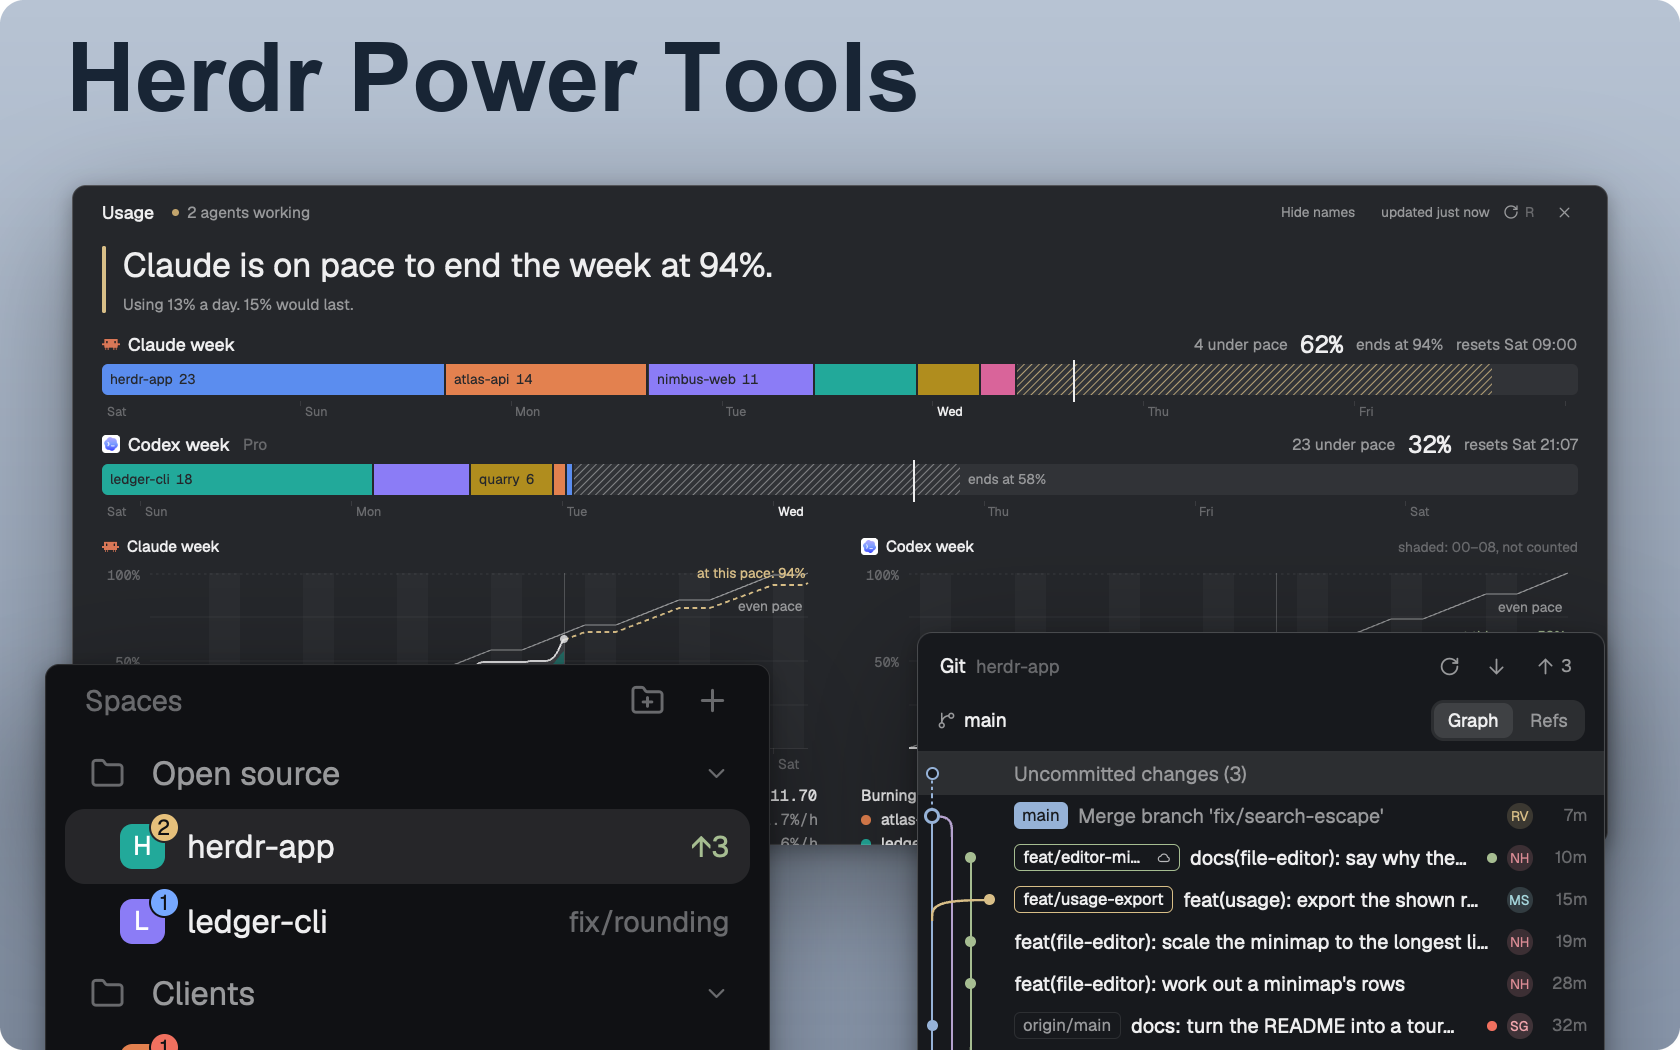 Herdr Power Tools
Usage 2 agents working Hide names updated just now R
Claude is on pace to end the week at 94%.
Using 13% a day. 15% would last.
Claude week 4 under pace 62% ends at 94% resets Sat 09:00
herdr-app 23 atlas-api 14 nimbus-web 11
Sat Sun Mon Tue Wed Thu Fri
Codex week Pro 23 under pace 32% resets Sat 21:07
ledger-cli 18 quarry 6 ends at 58%
Sat Sun Mon Tue Wed Thu Fri Sat
Claude week
100% at this pace: 94%
even pace
50%
Sat
11.70
.7%/h
6%/h
Codex week shaded: 00–08, not counted
100%
even pace
50%
Burning
atlas-
ledge
Spaces
Open source
H 2 herdr-app ↑3
L 1 ledger-cli fix/rounding
Clients
1
Git herdr-app ↑ 3
main Graph Refs
Uncommitted changes (3)
main Merge branch 'fix/search-escape' RV 7m
feat/editor-mi... docs(file-editor): say why the... NH 10m
feat/usage-export feat(usage): export the shown r... MS 15m
feat(file-editor): scale the minimap to the longest li... NH 19m
feat(file-editor): work out a minimap's rows NH 28m
origin/main docs: turn the README into a tour... SG 32m